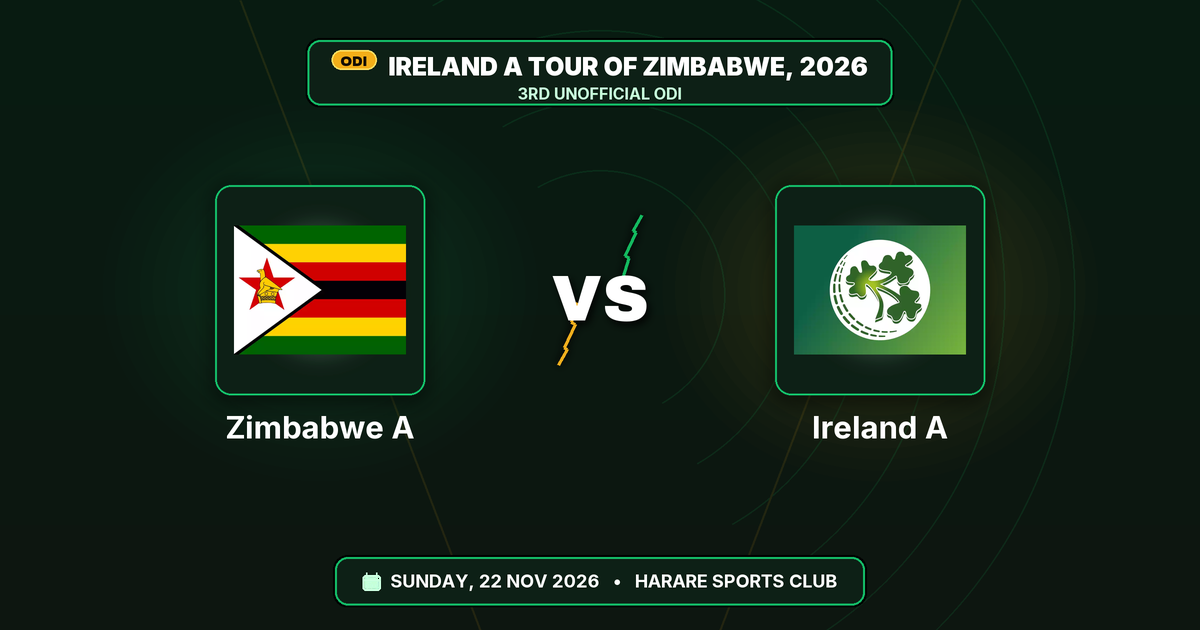 ODI IRELAND A TOUR OF ZIMBABWE, 2026
3RD UNOFFICIAL ODI
VS
Zimbabwe A
Ireland A
SUNDAY, 22 NOV 2026 • HARARE SPORTS CLUB